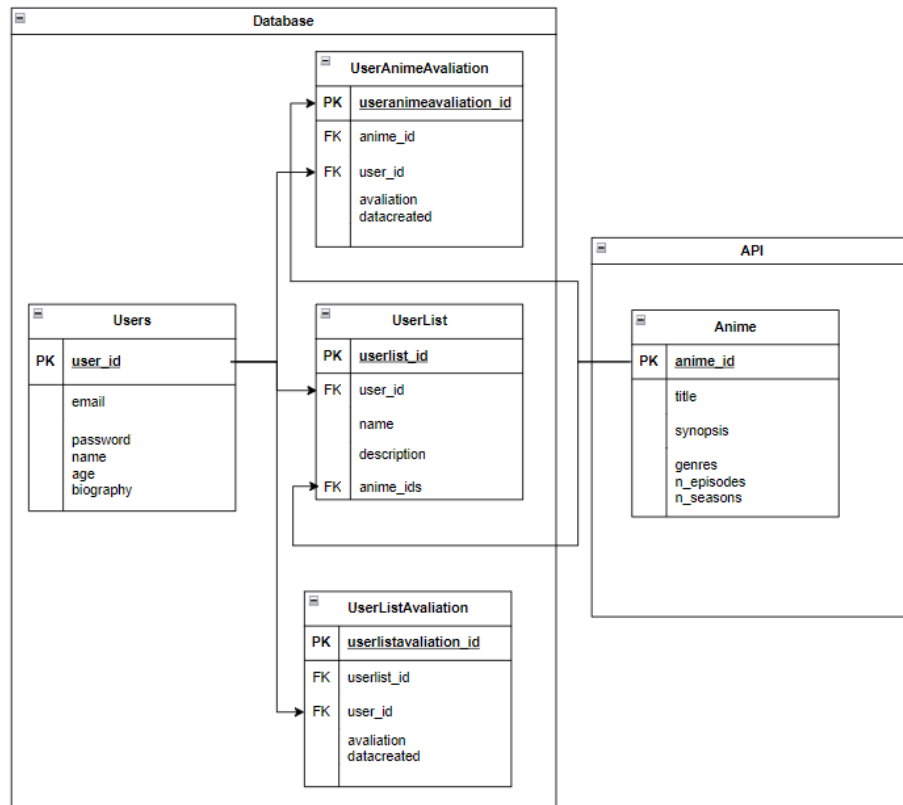 Database
UserAnimeAvaliation
PK useranimeavaliation_id
FK anime_id
FK user_id
avaliation
datacreated
API
Users
PK user_id
email
password
name
age
biography
UserList
PK userlist_id
FK user_id
name
description
FK anime_ids
Anime
PK anime_id
title
synopsis
genres
n_episodes
n_seasons
UserListAvaliation
PK userlistavaliation_id
FK userlist_id
FK user_id
avaliation
datacreated